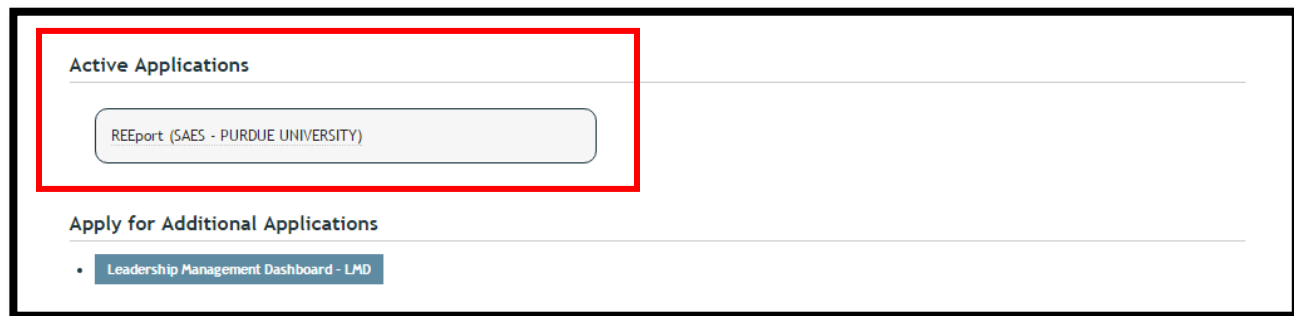 Active Applications
REEport (SAES - PURDUE UNIVERSITY)
Apply for Additional Applications
• Leadership Management Dashboard - LMD